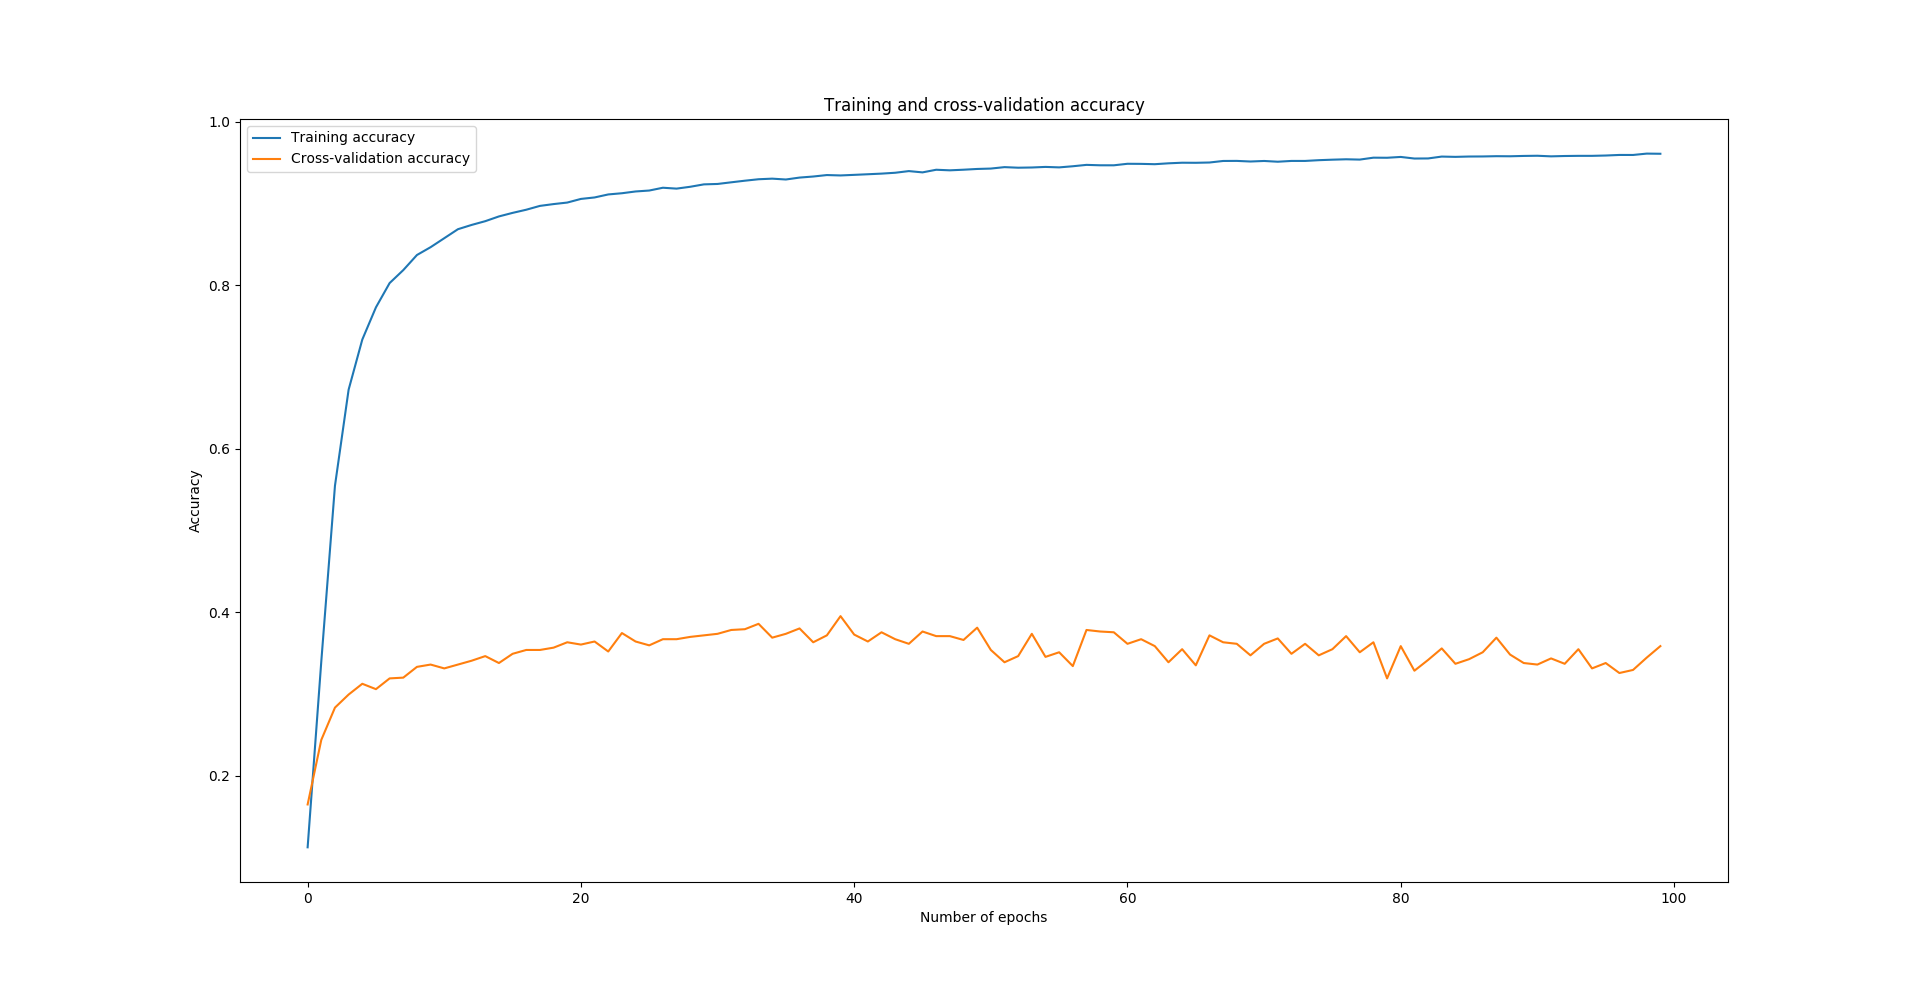 Training and cross-validation accuracy
Training accuracy
Cross-validation accuracy
1.0
0.8
0.6
0.4
0.2
Accuracy
0 20 40 60 80 100
Number of epochs